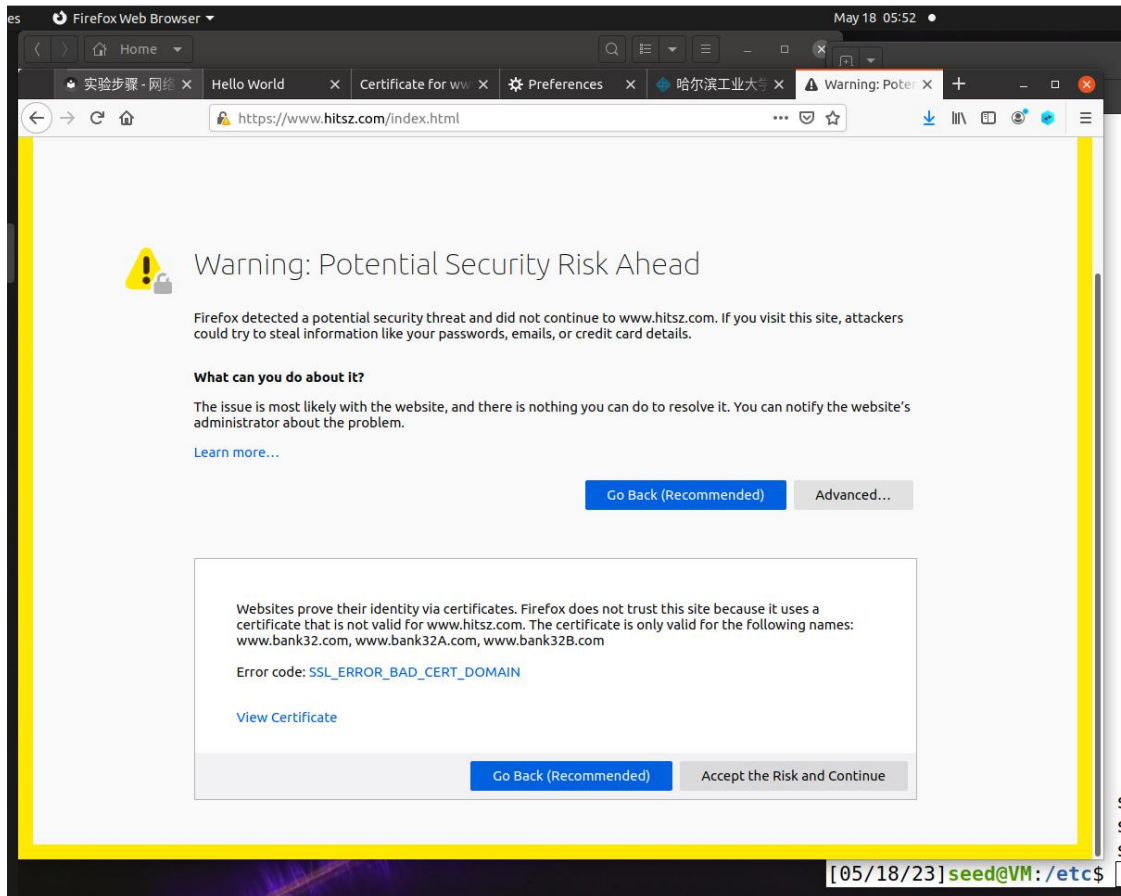 es Firefox Web Browser May 18 05:52
Home
实验步骤 - 网络 Hello World Certificate for ww Preferences 哈尔滨工业大学 Warning: Poter
https://www.hitsz.com/index.html
Warning: Potential Security Risk Ahead
Firefox detected a potential security threat and did not continue to www.hitsz.com. If you visit this site, attackers
could try to steal information like your passwords, emails, or credit card details.
What can you do about it?
The issue is most likely with the website, and there is nothing you can do to resolve it. You can notify the website's
administrator about the problem.
Learn more…
Go Back (Recommended) Advanced…
Websites prove their identity via certificates. Firefox does not trust this site because it uses a
certificate that is not valid for www.hitsz.com. The certificate is only valid for the following names:
www.bank32.com, www.bank32A.com, www.bank32B.com
Error code: SSL_ERROR_BAD_CERT_DOMAIN
View Certificate
Go Back (Recommended) Accept the Risk and Continue
[05/18/23]seed@VM:/etc$